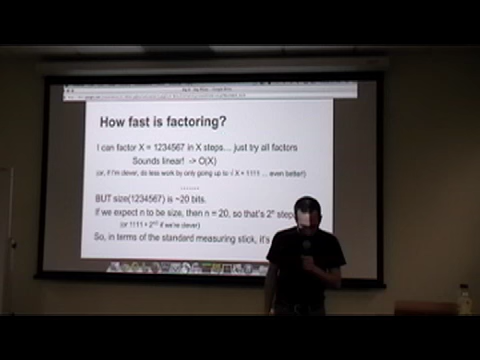 How fast is factoring?
I can factor X = 1234567 in X steps... just try all factors
Sounds linear! -> O(X)
(or, if I'm clever, do less work by only going up to √ X = 1111 ... even better!)
.......
BUT size(1234567) is ~20 bits.
If we expect n to be size, then n = 20, so that's 2ⁿ steps
(or 1111 = 2ⁿ/² if we're clever)
So, in terms of the standard measuring stick, it's